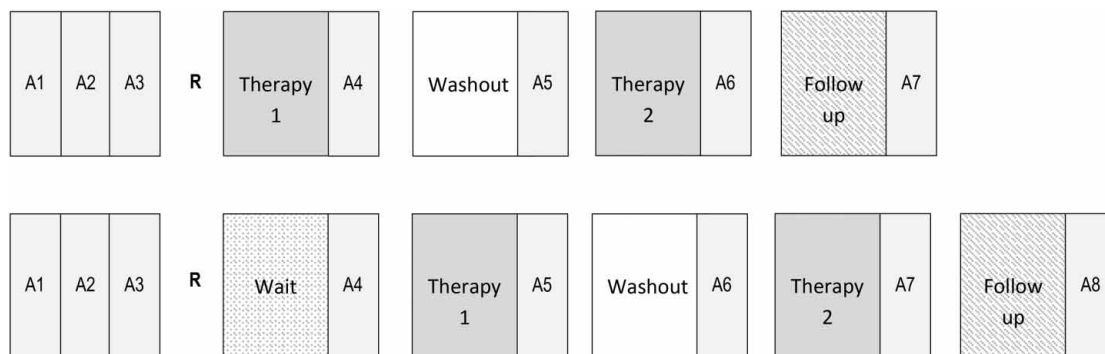 A1 A2 A3 R Therapy 1 A4 Washout A5 Therapy 2 A6 Follow up A7
A1 A2 A3 R Wait A4 Therapy 1 A5 Washout A6 Therapy 2 A7 Follow up A8